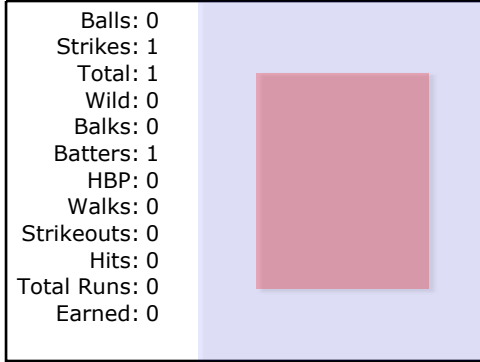 Balls: 0
Strikes: 1
Total: 1
Wild: 0
Balks: 0
Batters: 1
HBP: 0
Walks: 0
Strikeouts: 0
Hits: 0
Total Runs: 0
Earned: 0